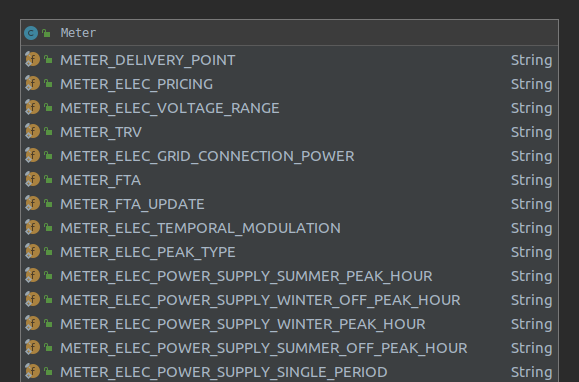 Meter
METER_DELIVERY_POINT String
METER_ELEC_PRICING String
METER_ELEC_VOLTAGE_RANGE String
METER_TRV String
METER_ELEC_GRID_CONNECTION_POWER String
METER_FTA String
METER_FTA_UPDATE String
METER_ELEC_TEMPORAL_MODULATION String
METER_ELEC_PEAK_TYPE String
METER_ELEC_POWER_SUPPLY_SUMMER_PEAK_HOUR String
METER_ELEC_POWER_SUPPLY_WINTER_OFF_PEAK_HOUR String
METER_ELEC_POWER_SUPPLY_WINTER_PEAK_HOUR String
METER_ELEC_POWER_SUPPLY_SUMMER_OFF_PEAK_HOUR String
METER_ELEC_POWER_SUPPLY_SINGLE_PERIOD String